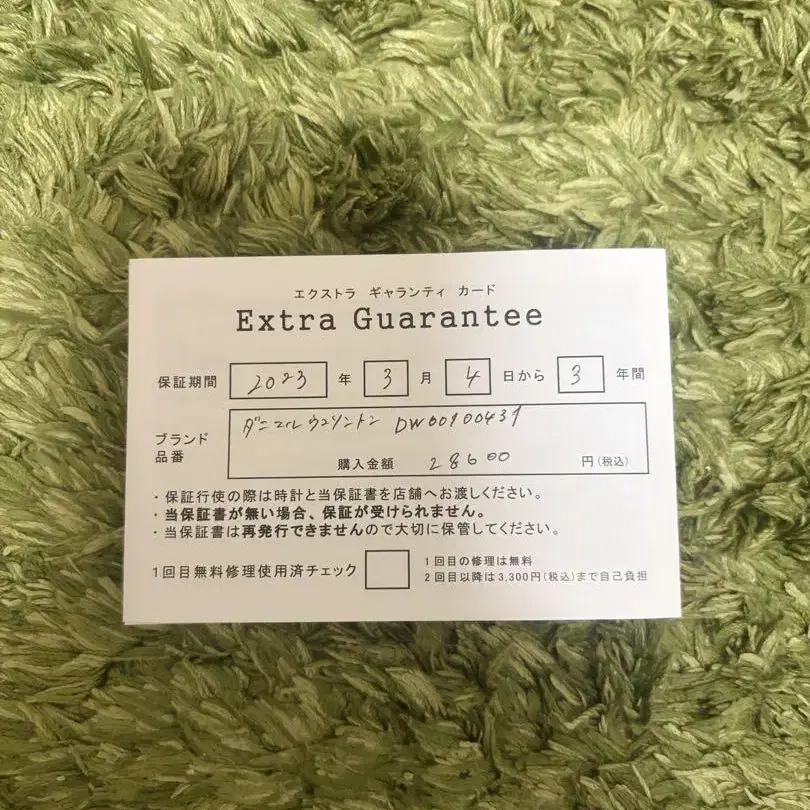 エクストラ ギャランティ カード
Extra Guarantee
保証期間 2023 年 3 月 4 日から 3 年間
ブランド 品番 ダニエルウェリントン DW00100431
購入金額 28600 円(税込)
・保証行使の際は時計と当保証書を店舗へお渡しください。
・当保証書が無い場合、保証が受けられません。
・当保証書は再発行できませんので大切に保管してください。
1回目無料修理使用済チェック
1回目の修理は無料
2回目以降は3,300円(税込)まで自己負担